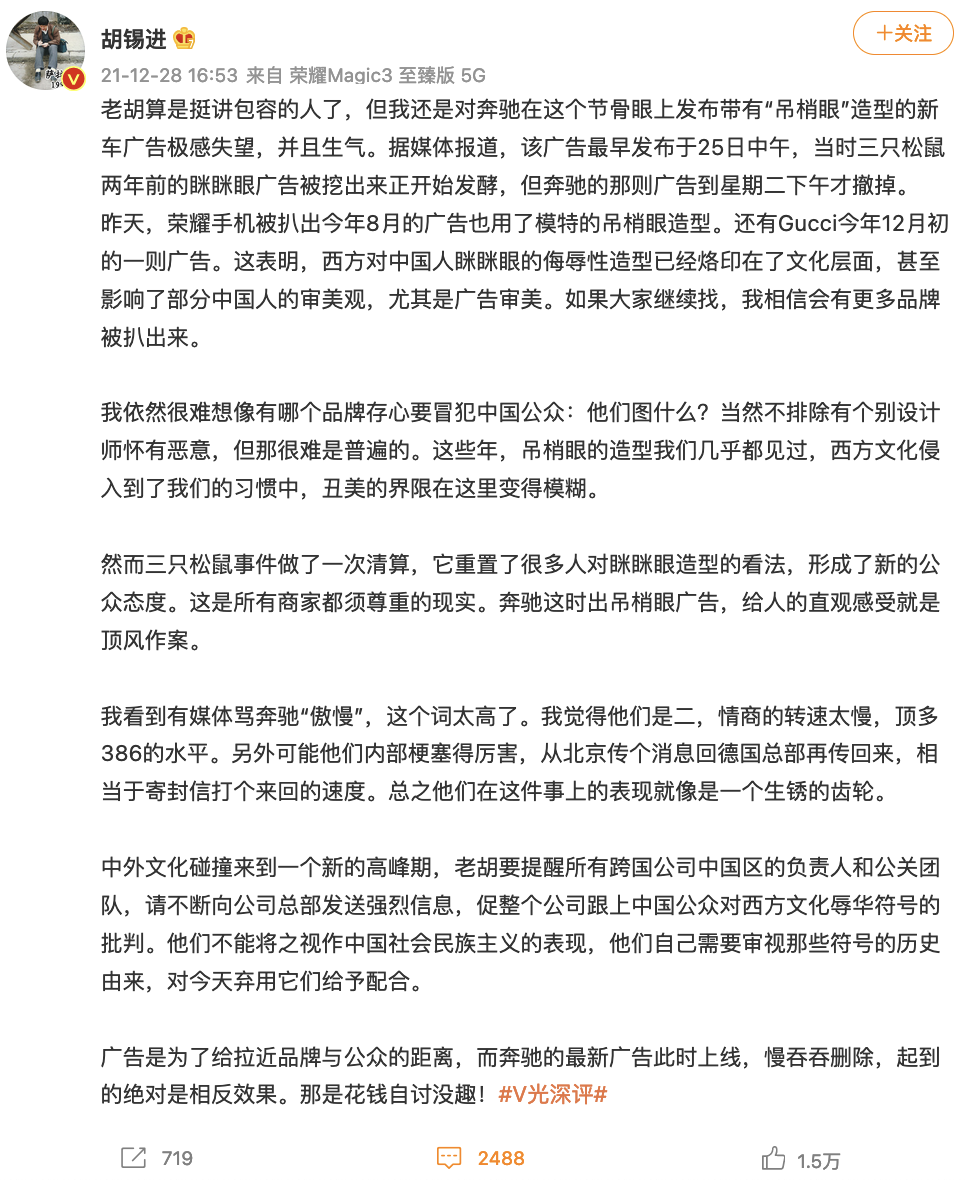 胡锡进
+关注
21-12-28 16:53 来自 荣耀Magic3 至臻版 5G
老胡算是挺讲包容的人了，但我还是对奔驰在这个节骨眼上发布带有“吊梢眼”造型的新
车广告极感失望，并且生气。据媒体报道，该广告最早发布于25日中午，当时三只松鼠
两年前的眯眯眼广告被挖出来正开始发酵，但奔驰的那则广告到星期二下午才撤掉。
昨天，荣耀手机被扒出今年8月的广告也用了模特的吊梢眼造型。还有Gucci今年12月初
的一则广告。这表明，西方对中国人眯眯眼的侮辱性造型已经烙印在了文化层面，甚至
影响了部分中国人的审美观，尤其是广告审美。如果大家继续找，我相信会有更多品牌
被扒出来。
我依然很难想像有哪个品牌存心要冒犯中国公众：他们图什么？当然不排除有个别设计
师怀有恶意，但那很难是普遍的。这些年，吊梢眼的造型我们几乎都见过，西方文化侵
入到了我们的习惯中，丑美的界限在这里变得模糊。
然而三只松鼠事件做了一次清算，它重置了很多人对眯眯眼造型的看法，形成了新的公
众态度。这是所有商家都须尊重的现实。奔驰这时出吊梢眼广告，给人的直观感受就是
顶风作案。
我看到有媒体骂奔驰“傲慢”，这个词太高了。我觉得他们是二，情商的转速太慢，顶多
386的水平。另外可能他们内部梗塞得厉害，从北京传个消息回德国总部再传回来，相
当于寄封信打个来回的速度。总之他们在这件事上的表现就像是一个生锈的齿轮。
中外文化碰撞来到一个新的高峰期，老胡要提醒所有跨国公司中国区的负责人和公关团
队，请不断向公司总部发送强烈信息，促整个公司跟上中国公众对西方文化辱华符号的
批判。他们不能将之视作中国社会民族主义的表现，他们自己需要审视那些符号的历史
由来，对今天弃用它们给予配合。
广告是为了给拉近品牌与公众的距离，而奔驰的最新广告此时上线，慢吞吞删除，起到
的绝对是相反效果。那是花钱自讨没趣！#V光深评#
719
2488
1.5万